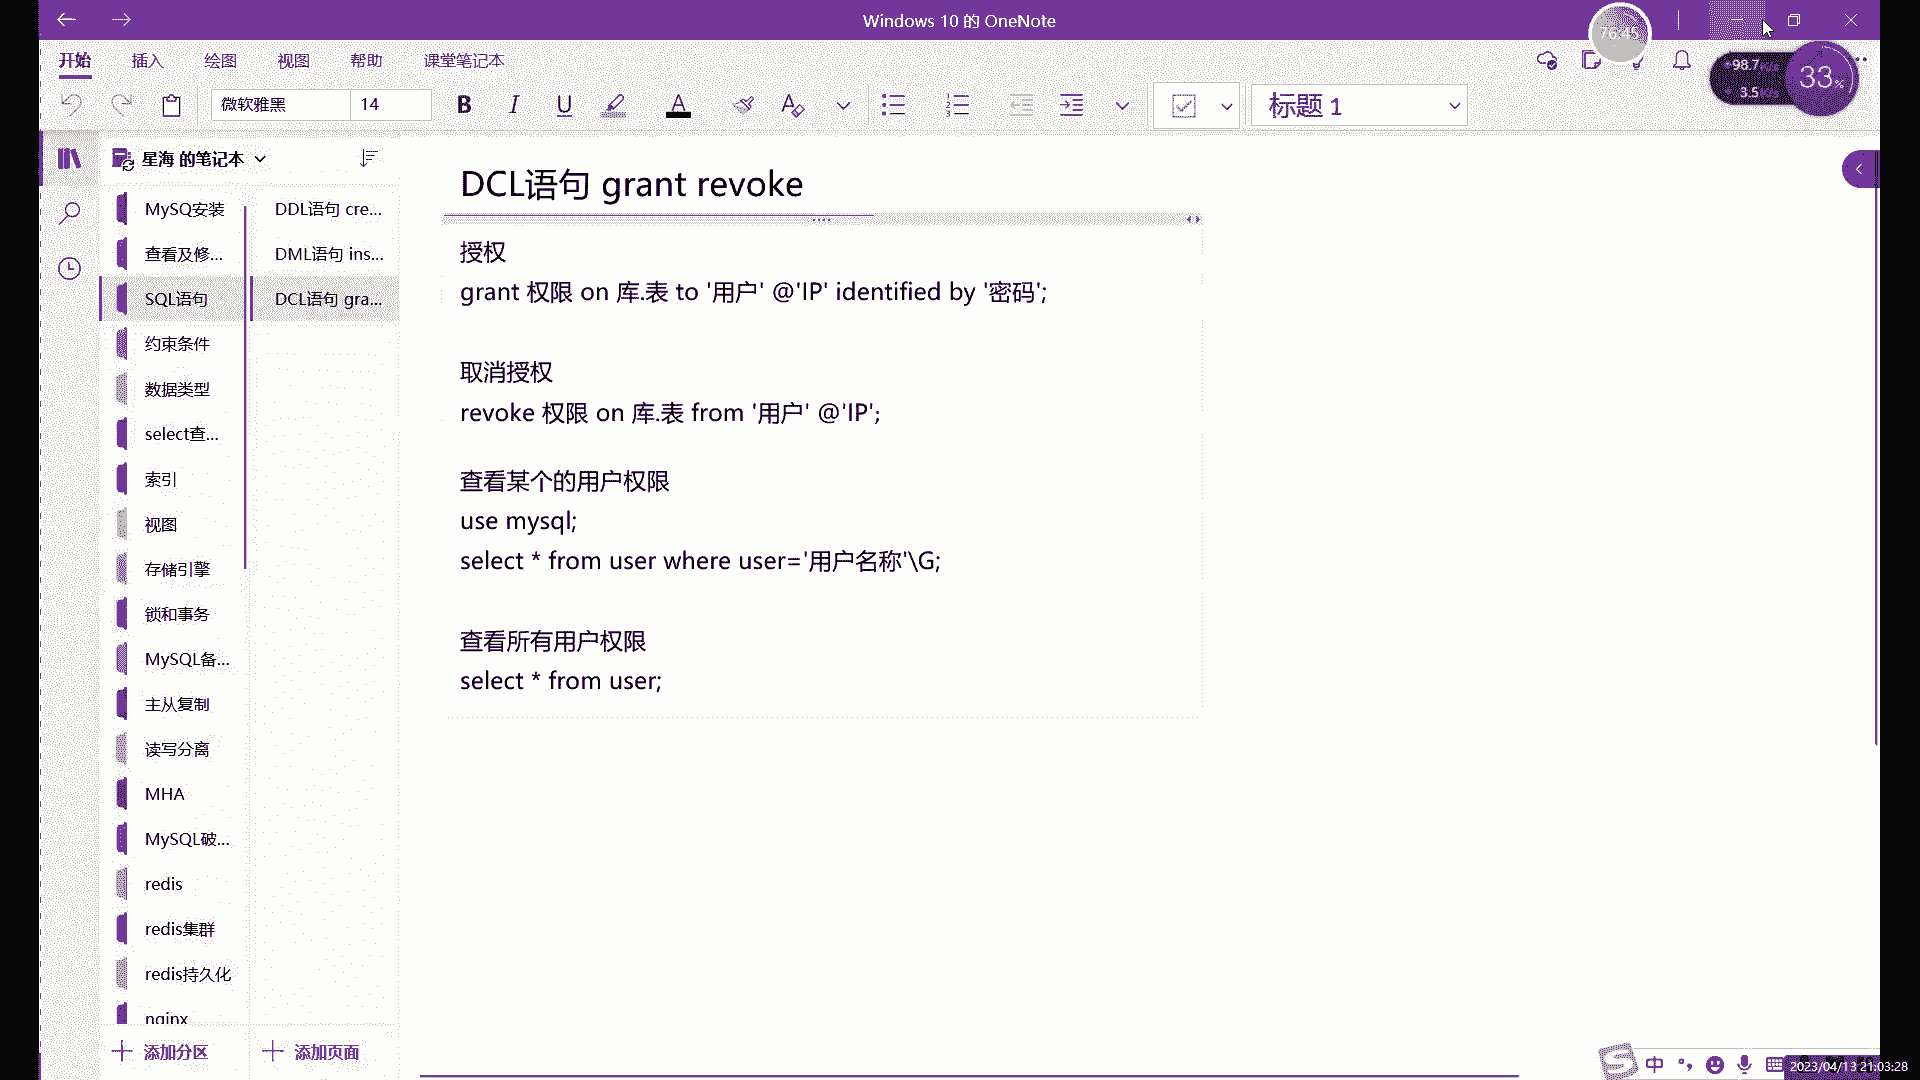 Windows 10 的 OneNote
76:45
开始 插入 绘图 视图 帮助 课堂笔记本
98.7K/s
3.5K/s
33%
微软雅黑 14 B I U A A 标题 1
星海 的笔记本
MySQ安装
查看及修...
SQL语句
约束条件
数据类型
select查...
索引
视图
存储引擎
锁和事务
MySQL备...
主从复制
读写分离
MHA
MySQL破...
redis
redis集群
redis持久化
nginx
添加分区
DDL语句 cre...
DML语句 ins...
DCL语句 gra...
添加页面
DCL语句 grant revoke
授权
grant 权限 on 库.表 to '用户' @'IP' identified by '密码';
取消授权
revoke 权限 on 库.表 from '用户' @'IP';
查看某个的用户权限
use mysql;
select * from user where user='用户名称'\G;
查看所有用户权限
select * from user;
中
2023/04/13 21:03:28